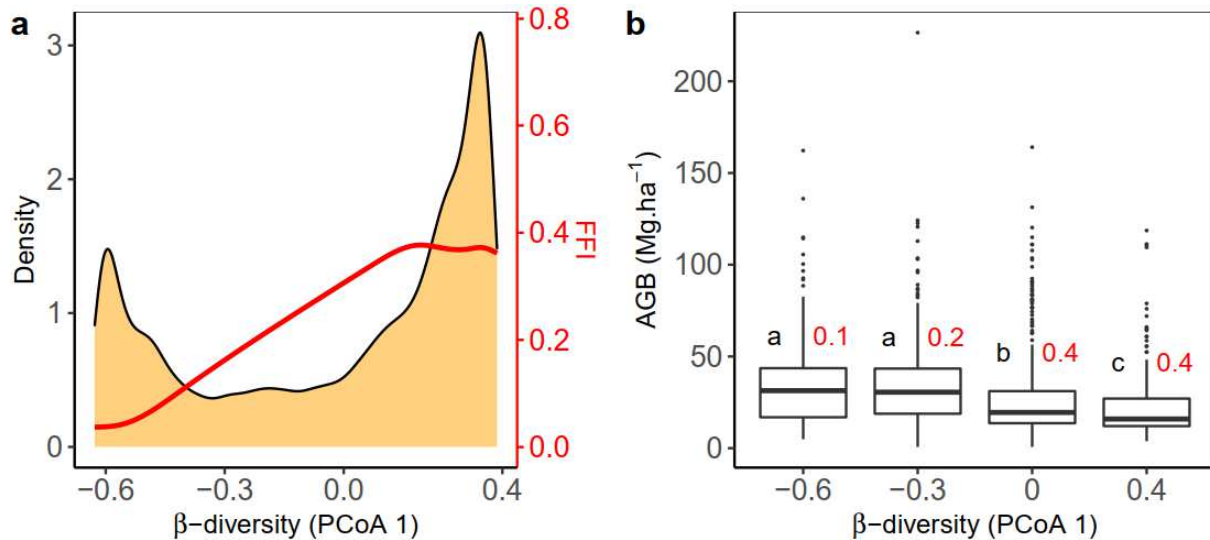 a
3
2
1
0
Density
0.8
0.6
0.4
0.2
0.0
FFI
−0.6 −0.3 0.0 0.4
β−diversity (PCoA 1)
b
200
150
100
50
0
AGB (Mg.ha⁻¹)
a 0.1 a 0.2 b 0.4 c 0.4
−0.6 −0.3 0 0.4
β−diversity (PCoA 1)